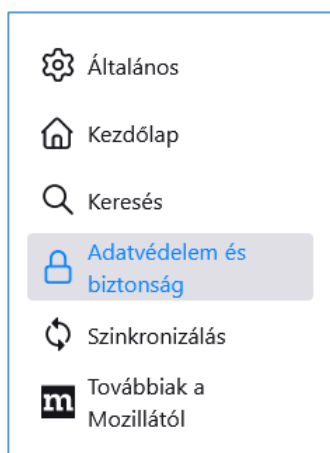 Általános
Kezdőlap
Keresés
Adatvédelem és
biztonság
Szinkronizálás
m
Továbbiak a
Mozillától